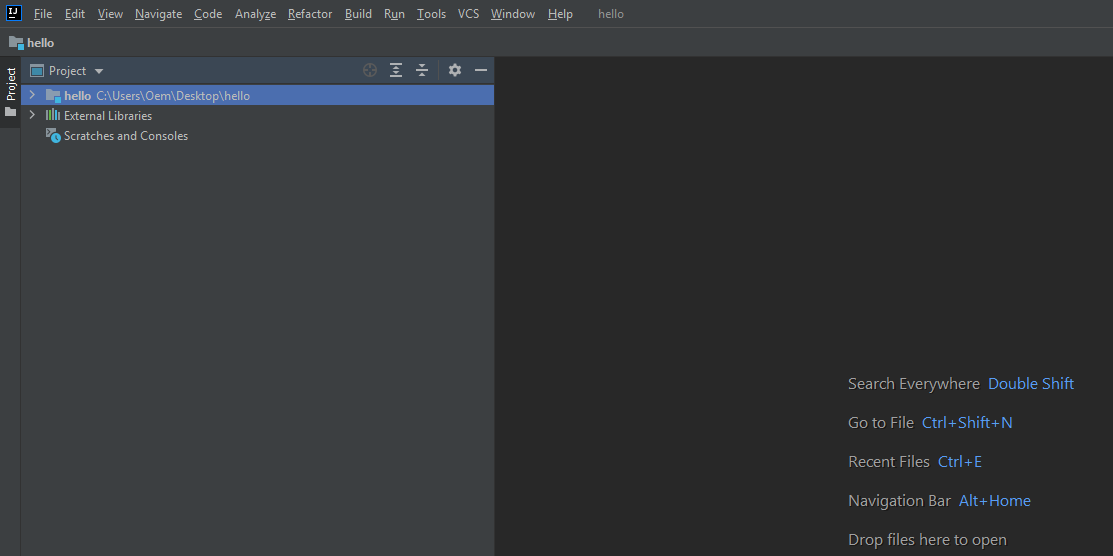 IJ File Edit View Navigate Code Analyze Refactor Build Run Tools VCS Window Help hello
hello
Project
Project
hello C:\Users\Oem\Desktop\hello
External Libraries
Scratches and Consoles
Search Everywhere Double Shift
Go to File Ctrl+Shift+N
Recent Files Ctrl+E
Navigation Bar Alt+Home
Drop files here to open